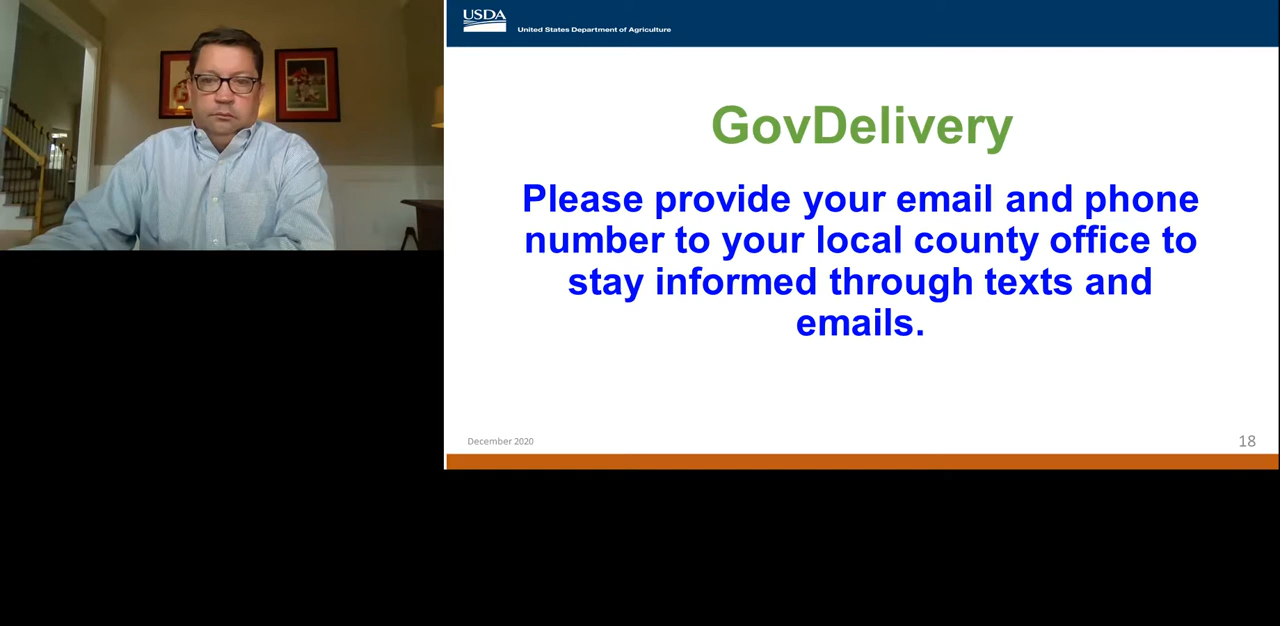 USDA
United States Department of Agriculture
GovDelivery
Please provide your email and phone
number to your local county office to
stay informed through texts and
emails.
December 2020
18